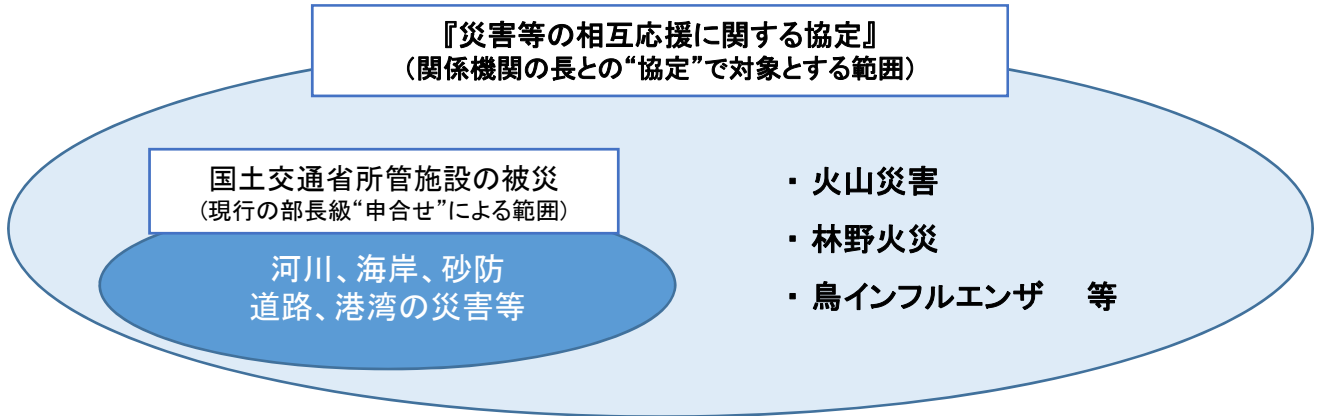 『災害等の相互応援に関する協定』
（関係機関の長との“協定”で対象とする範囲）
国土交通省所管施設の被災
（現行の部長級“申合せ”による範囲）
河川、海岸、砂防
道路、港湾の災害等
・ 火山災害
・ 林野火災
・ 鳥インフルエンザ　等